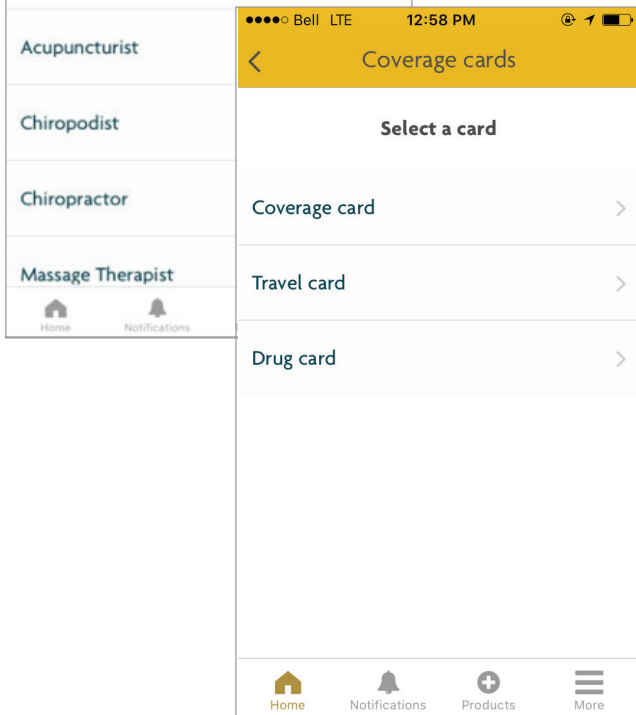 Acupuncturist
Chiropodist
Chiropractor
Massage Therapist
Home Notifications
Bell LTE 12:58 PM
Coverage cards
Select a card
Coverage card
Travel card
Drug card
Home Notifications Products More